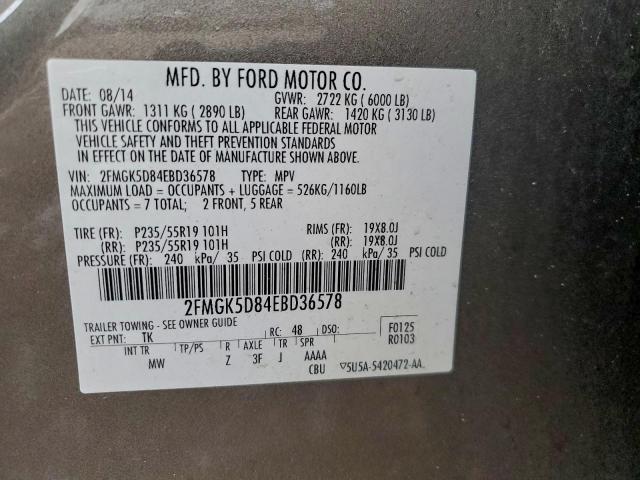 MFD. BY FORD MOTOR CO.
DATE: 08/14 GVWR: 2722 KG ( 6000 LB)
FRONT GAWR: 1311 KG ( 2890 LB) REAR GAWR: 1420 KG ( 3130 LB)
THIS VEHICLE CONFORMS TO ALL APPLICABLE FEDERAL MOTOR
VEHICLE SAFETY AND THEFT PREVENTION STANDARDS
IN EFFECT ON THE DATE OF MANUFACTURE SHOWN ABOVE.
VIN: 2FMGK5D84EBD36578 TYPE: MPV
MAXIMUM LOAD = OCCUPANTS + LUGGAGE = 526KG/1160LB
OCCUPANTS = 7 TOTAL; 2 FRONT, 5 REAR
TIRE (FR): P235/55R19 101H RIMS (FR): 19X8.0J
(RR): P235/55R19 101H (RR): 19X8.0J
PRESSURE (FR): 240 kPa/ 35 PSI COLD (RR): 240 kPa/ 35 PSI COLD
2FMGK5D84EBD36578
TRAILER TOWING - SEE OWNER GUIDE
EXT PNT: TK RC: 48 DSO: F0125
INT TR TP/PS R AXLE TR SPR R0103
MW Z 3F J AAAA
CBU ▽5U5A-5420472-AA